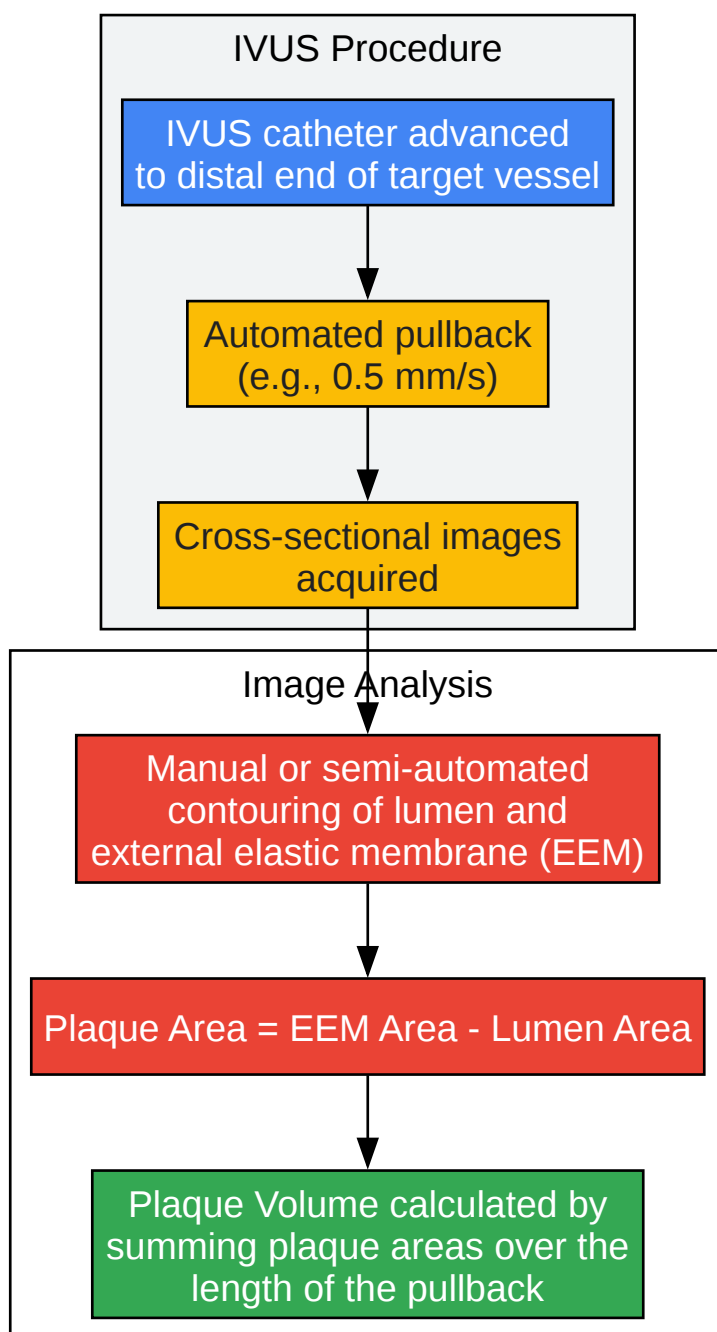 IVUS Procedure
IVUS catheter advanced
to distal end of target vessel
Automated pullback
(e.g., 0.5 mm/s)
Cross-sectional images
acquired
Image Analysis
Manual or semi-automated
contouring of lumen and
external elastic membrane (EEM)
Plaque Area = EEM Area - Lumen Area
Plaque Volume calculated by
summing plaque areas over the
length of the pullback